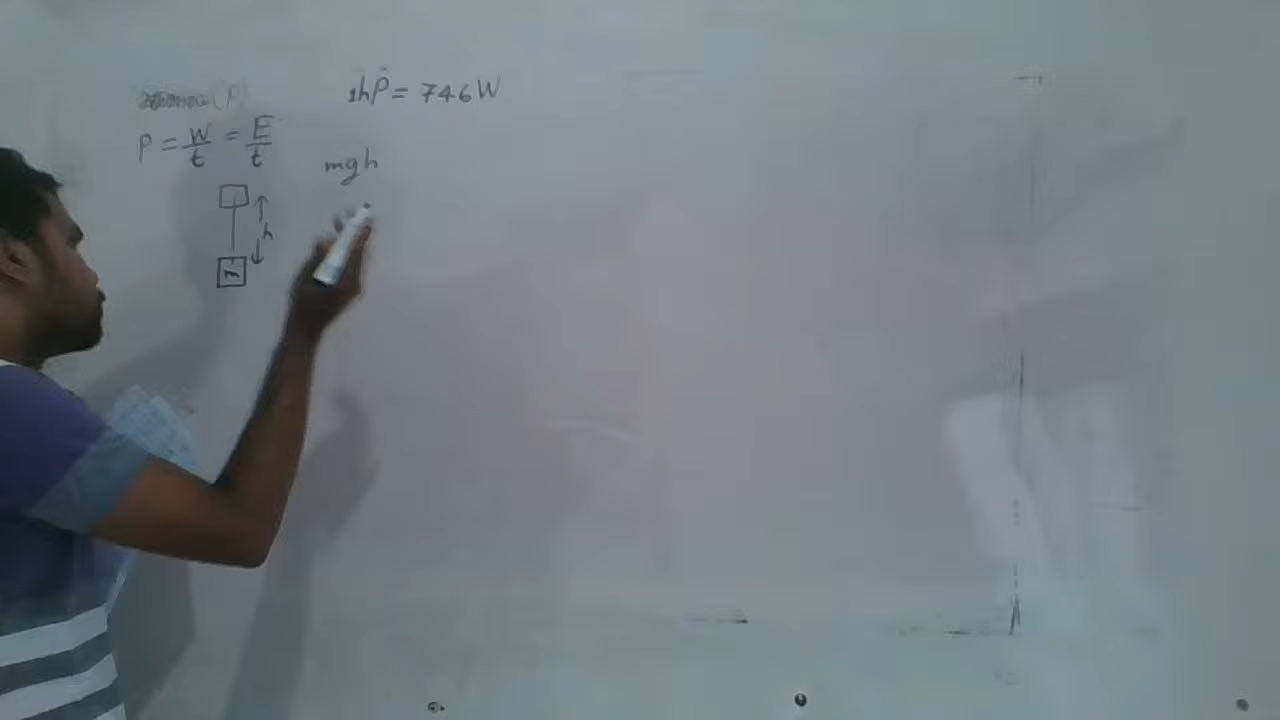 (P)
1hP = 746W
P = W/t = E/t
mgh
h
m